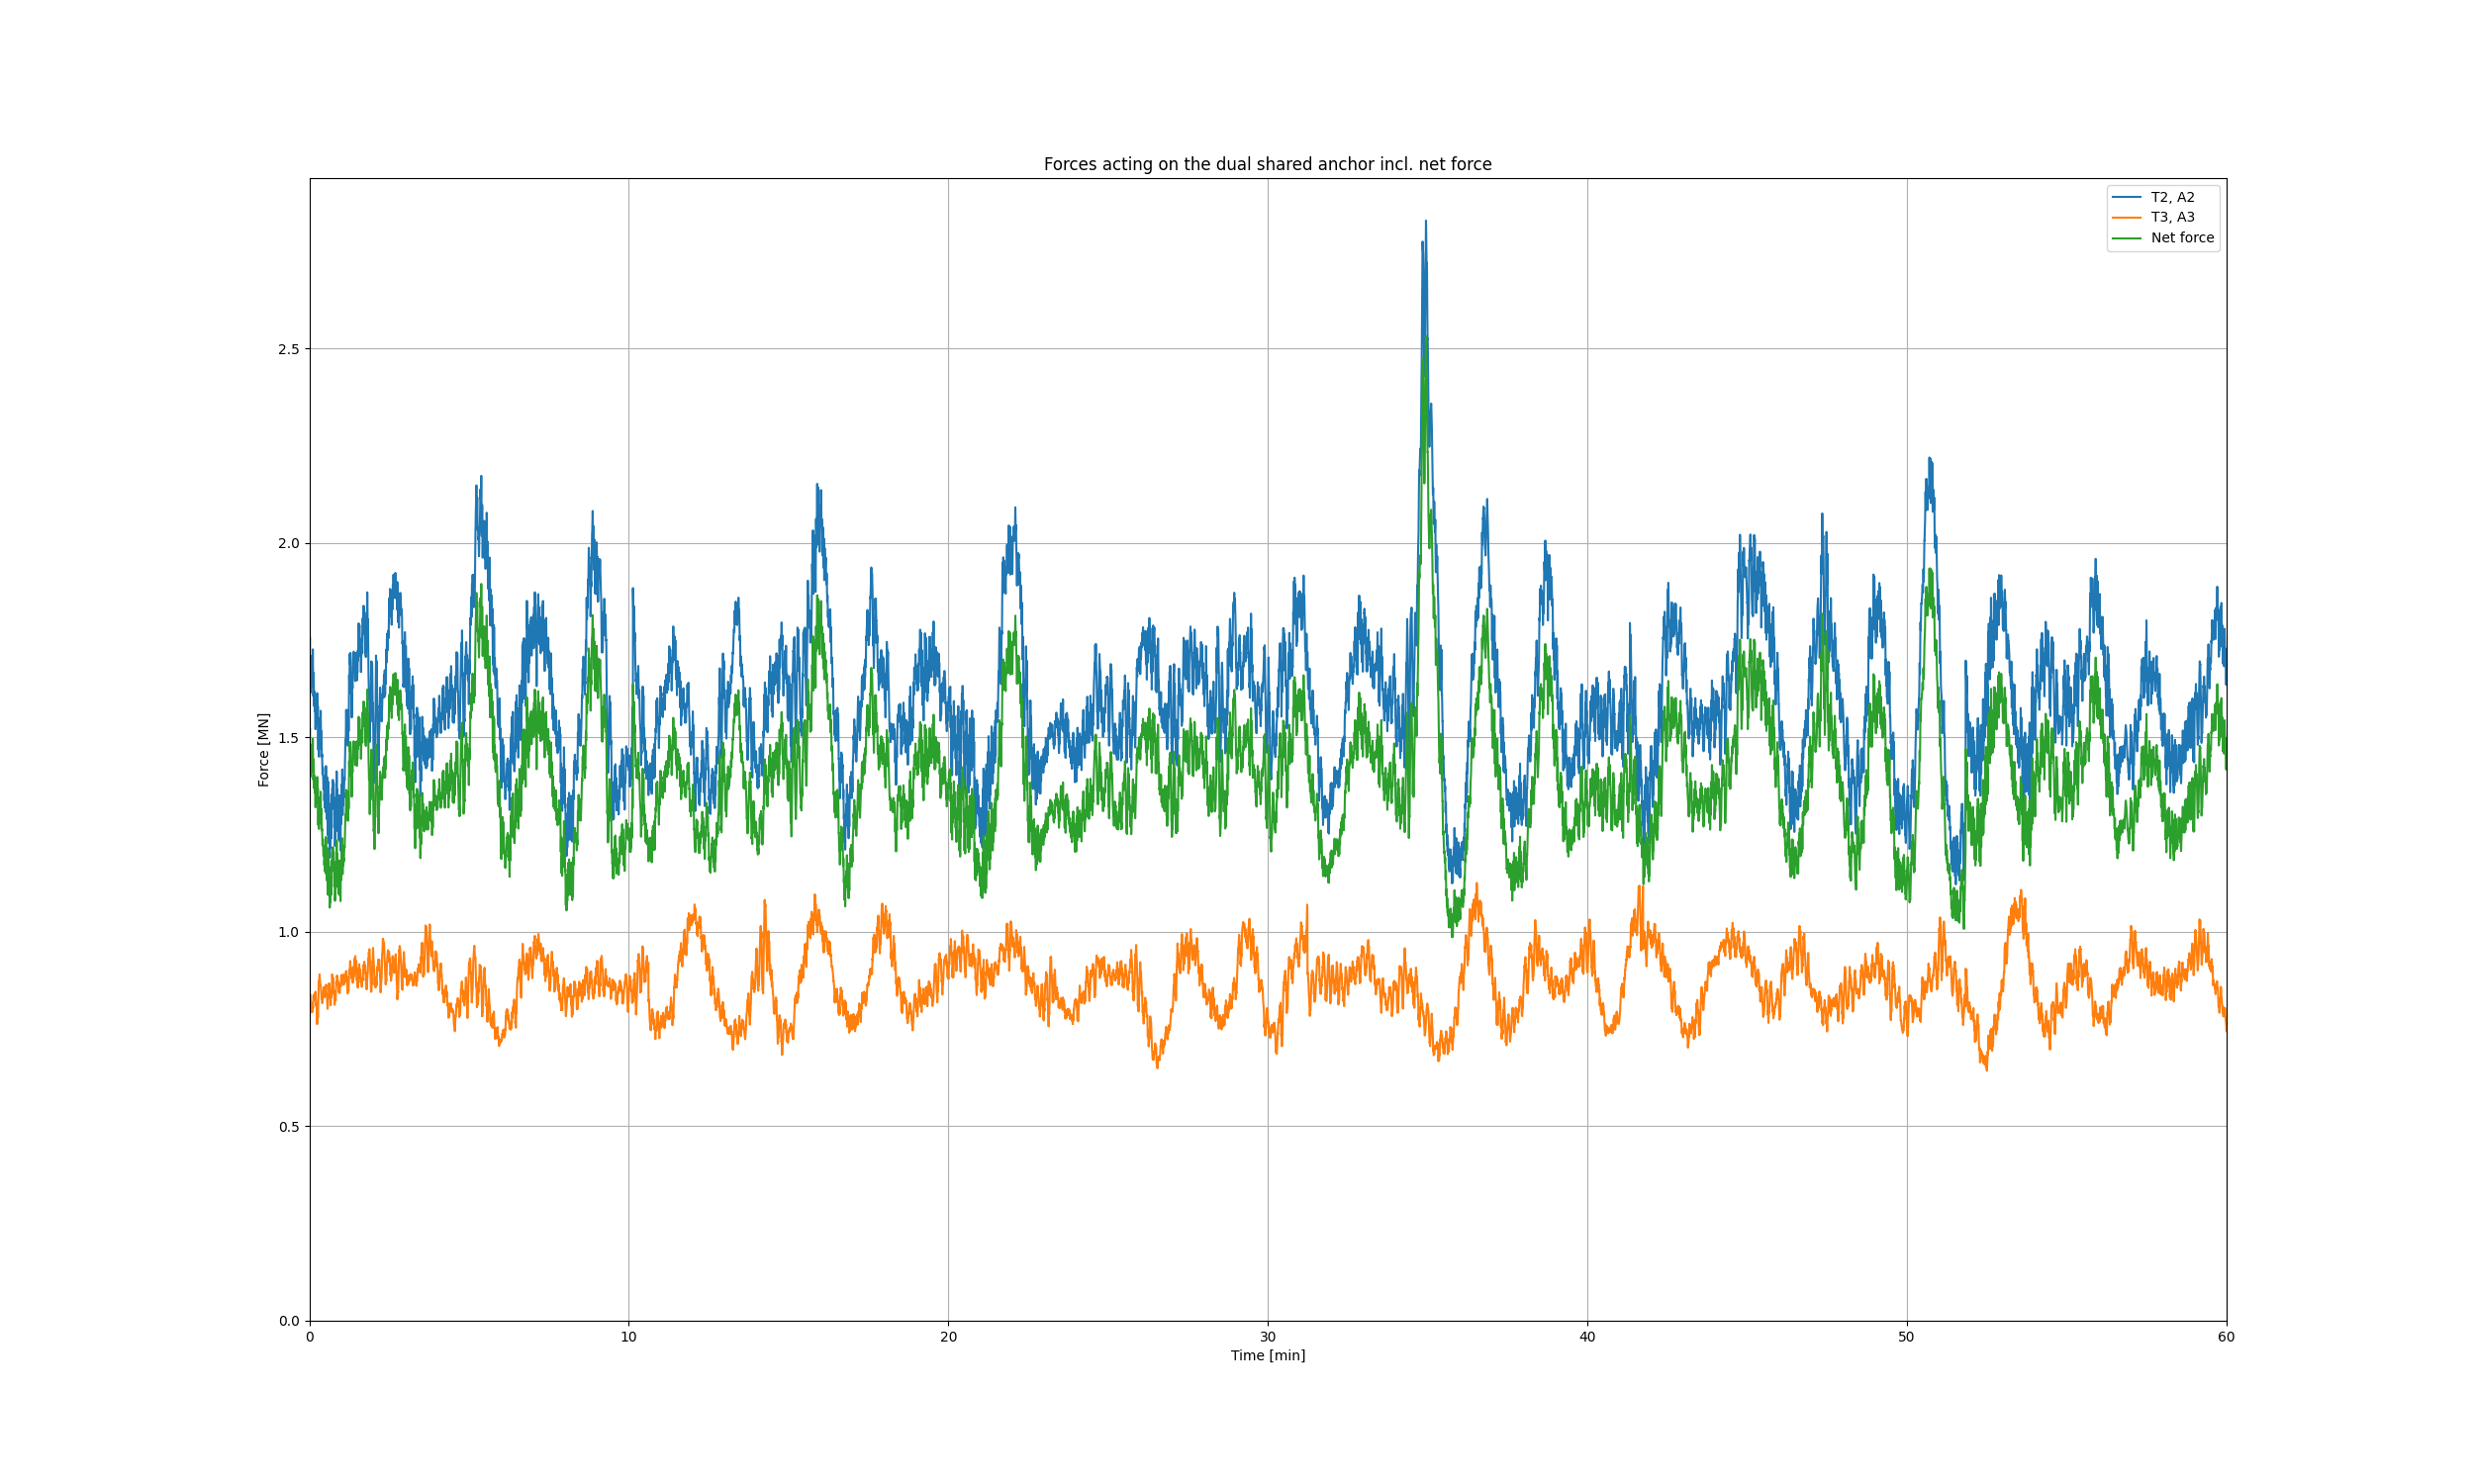 Forces acting on the dual shared anchor incl. net force
T2, A2
T3, A3
Net force
Force [MN]
2.5
2.0
1.5
1.0
0.5
0.0
0 10 20 30 40 50 60
Time [min]